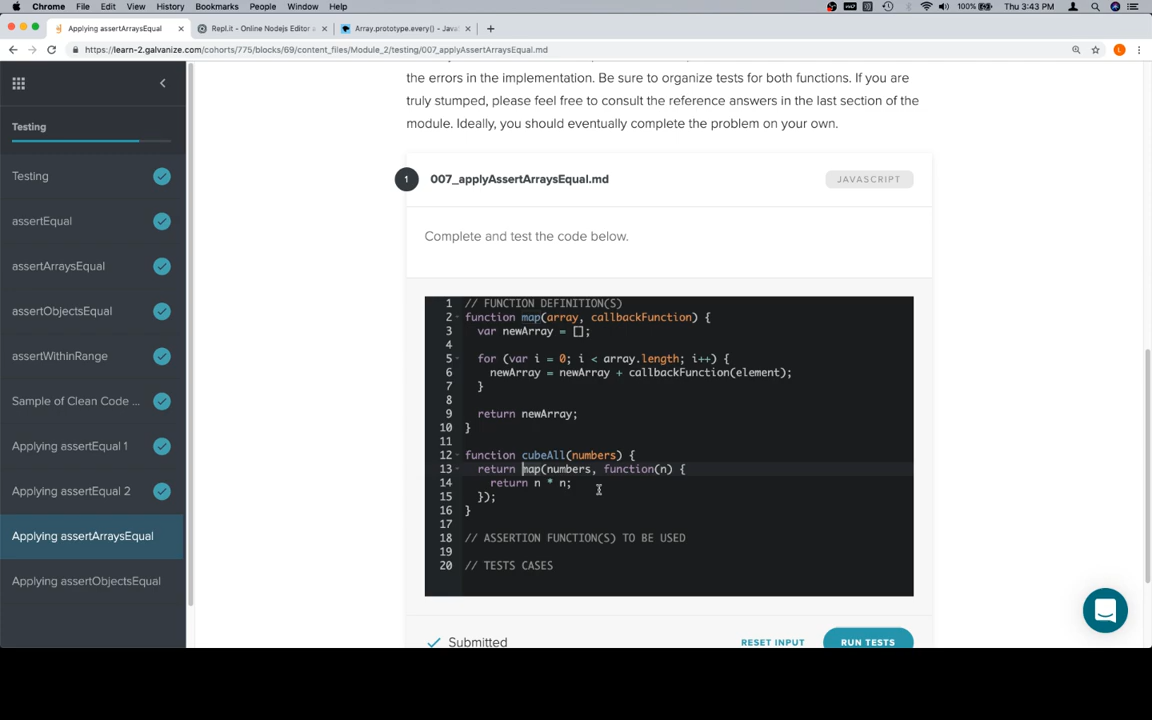 Chrome File Edit View History Bookmarks People Window Help
100% Thu 3:43 PM
Applying assertArraysEqual
Repl.it - Online Nodejs Editor
Array.prototype.every() - Java
https://learn-2.galvanize.com/cohorts/775/blocks/69/content_files/Module_2/testing/007_applyAssertArraysEqual.md
Testing
Testing
assertEqual
assertArraysEqual
assertObjectsEqual
assertWithinRange
Sample of Clean Code ...
Applying assertEqual 1
Applying assertEqual 2
Applying assertArraysEqual
Applying assertObjectsEqual
the errors in the implementation. Be sure to organize tests for both functions. If you are
truly stumped, please feel free to consult the reference answers in the last section of the
module. Ideally, you should eventually complete the problem on your own.
1 007_applyAssertArraysEqual.md JAVASCRIPT
Complete and test the code below.
1 // FUNCTION DEFINITION(S)
2 function map(array, callbackFunction) {
3 var newArray = [];
4
5 for (var i = 0; i < array.length; i++) {
6 newArray = newArray + callbackFunction(element);
7 }
8
9 return newArray;
10 }
11
12 function cubeAll(numbers) {
13 return map(numbers, function(n) {
14 return n * n;
15 });
16 }
17
18 // ASSERTION FUNCTION(S) TO BE USED
19
20 // TESTS CASES
Submitted RESET INPUT RUN TESTS